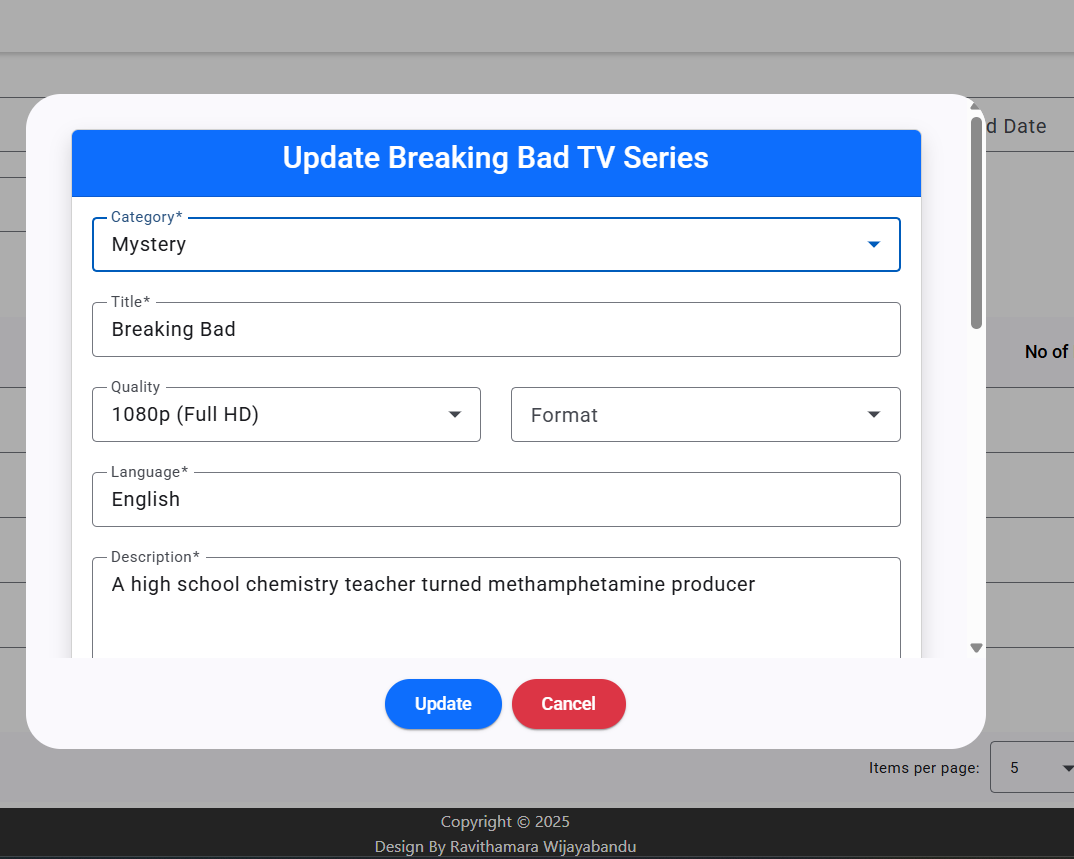 d Date
Update Breaking Bad TV Series
Category*
Mystery
Title*
Breaking Bad
No of
Quality
1080p (Full HD)
Format
Language*
English
Description*
A high school chemistry teacher turned methamphetamine producer
Update Cancel
Items per page: 5
Copyright © 2025
Design By Ravithamara Wijayabandu